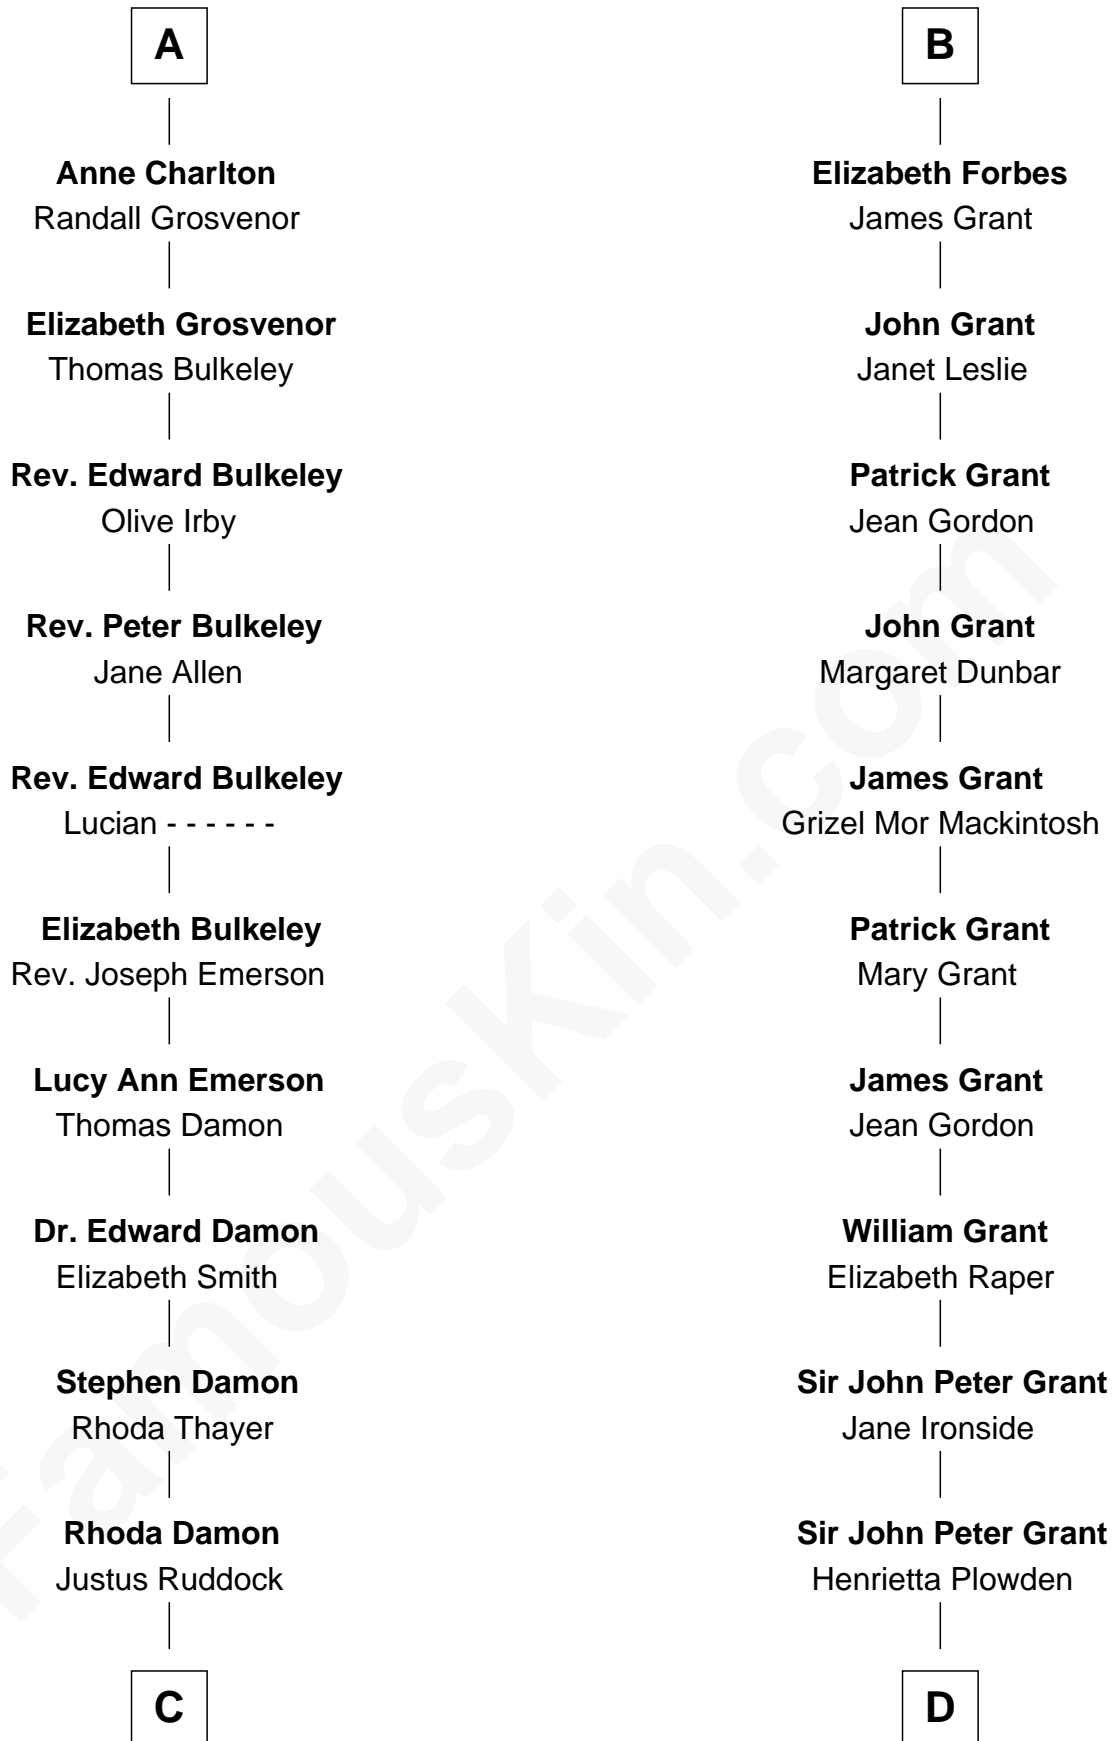 A
Anne Charlton
Randall Grosvenor
Elizabeth Grosvenor
Thomas Bulkeley
Rev. Edward Bulkeley
Olive Irby
Rev. Peter Bulkeley
Jane Allen
Rev. Edward Bulkeley
Lucian - - - - - -
Elizabeth Bulkeley
Rev. Joseph Emerson
Lucy Ann Emerson
Thomas Damon
Dr. Edward Damon
Elizabeth Smith
Stephen Damon
Rhoda Thayer
Rhoda Damon
Justus Ruddock
C
B
Elizabeth Forbes
James Grant
John Grant
Janet Leslie
Patrick Grant
Jean Gordon
John Grant
Margaret Dunbar
James Grant
Grizel Mor Mackintosh
Patrick Grant
Mary Grant
James Grant
Jean Gordon
William Grant
Elizabeth Raper
Sir John Peter Grant
Jane Ironside
Sir John Peter Grant
Henrietta Plowden
D
FamousKin.com